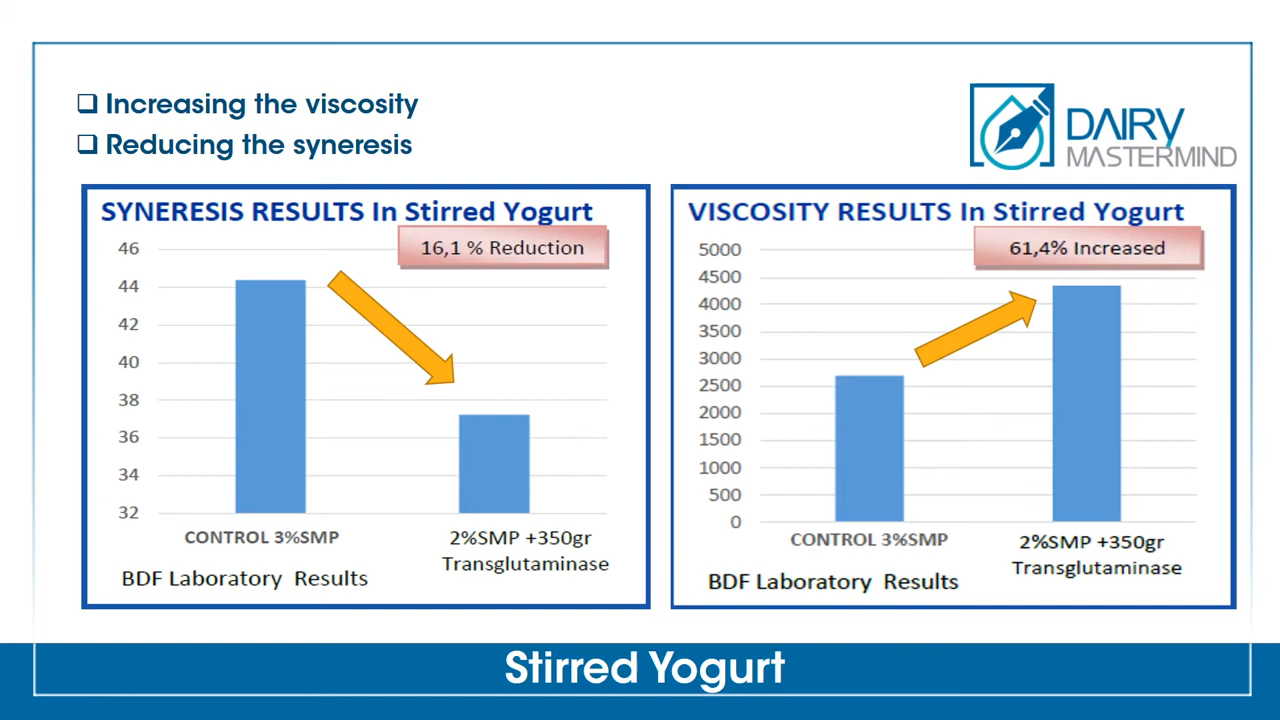 Increasing the viscosity
Reducing the syneresis
DAIRY
MASTERMIND
SYNERESIS RESULTS In Stirred Yogurt
16,1 % Reduction
46
44
42
40
38
36
34
32
CONTROL 3%SMP
2%SMP +350gr
Transglutaminase
BDF Laboratory Results
VISCOSITY RESULTS In Stirred Yogurt
61,4% Increased
5000
4500
4000
3500
3000
2500
2000
1500
1000
500
0
CONTROL 3%SMP
2%SMP +350gr
Transglutaminase
BDF Laboratory Results
Stirred Yogurt